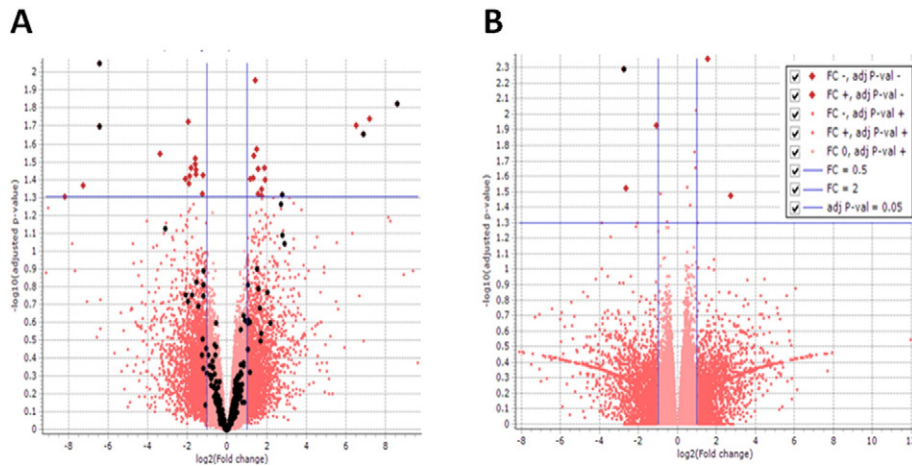 A
B
2
1.9
1.8
1.7
1.6
1.5
1.4
1.3
1.2
1.1
1
0.9
0.8
0.7
0.6
0.5
0.4
0.3
0.2
0.1
0
-log10(adjusted p-value)
-8 -6 -4 -2 0 2 4 6 8
log2(Fold change)
2.3
2.2
2.1
2
1.9
1.8
1.7
1.6
1.5
1.4
1.3
1.2
1.1
1
0.9
0.8
0.7
0.6
0.5
0.4
0.3
0.2
0.1
0
-log10(adjusted p-value)
-8 -6 -4 -2 0 2 4 6 8 10
log2(Fold change)
FC -, adj P-val -
FC +, adj P-val -
FC -, adj P-val +
FC +, adj P-val +
FC 0, adj P-val +
FC = 0.5
FC = 2
adj P-val = 0.05